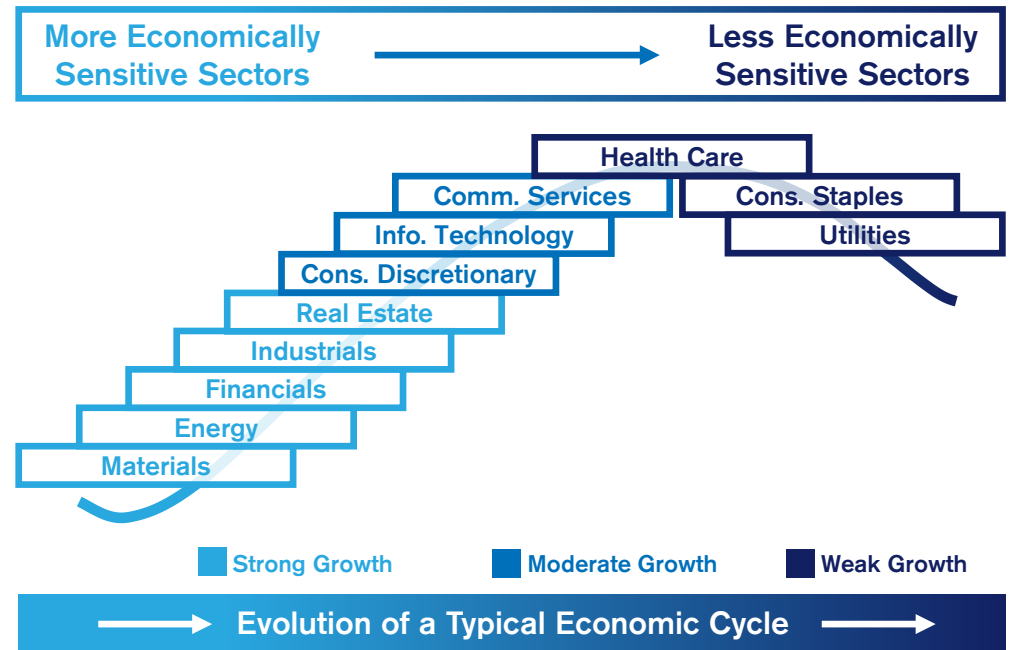 More Economically
Sensitive Sectors
Less Economically
Sensitive Sectors
Health Care
Comm. Services
Cons. Staples
Info. Technology
Utilities
Cons. Discretionary
Real Estate
Industrials
Financials
Energy
Materials
Strong Growth
Moderate Growth
Weak Growth
Evolution of a Typical Economic Cycle